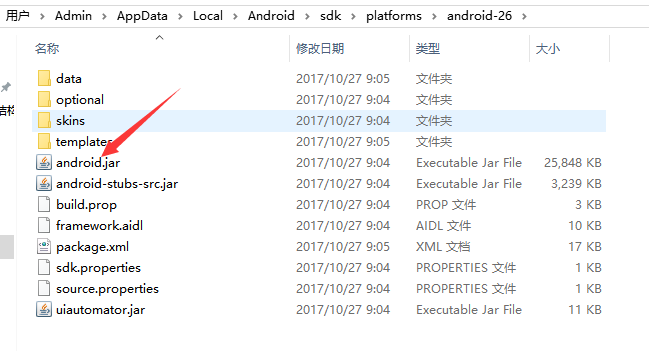 用户 > Admin > AppData > Local > Android > sdk > platforms > android-26 >
名称 修改日期 类型 大小
data 2017/10/27 9:05 文件夹
optional 2017/10/27 9:04 文件夹
skins 2017/10/27 9:04 文件夹
templates 2017/10/27 9:05 文件夹
android.jar 2017/10/27 9:04 Executable Jar File 25,848 KB
android-stubs-src.jar 2017/10/27 9:04 Executable Jar File 3,239 KB
build.prop 2017/10/27 9:04 PROP 文件 3 KB
framework.aidl 2017/10/27 9:04 AIDL 文件 10 KB
package.xml 2017/10/27 9:05 XML 文档 17 KB
sdk.properties 2017/10/27 9:04 PROPERTIES 文件 1 KB
source.properties 2017/10/27 9:04 PROPERTIES 文件 1 KB
uiautomator.jar 2017/10/27 9:04 Executable Jar File 11 KB